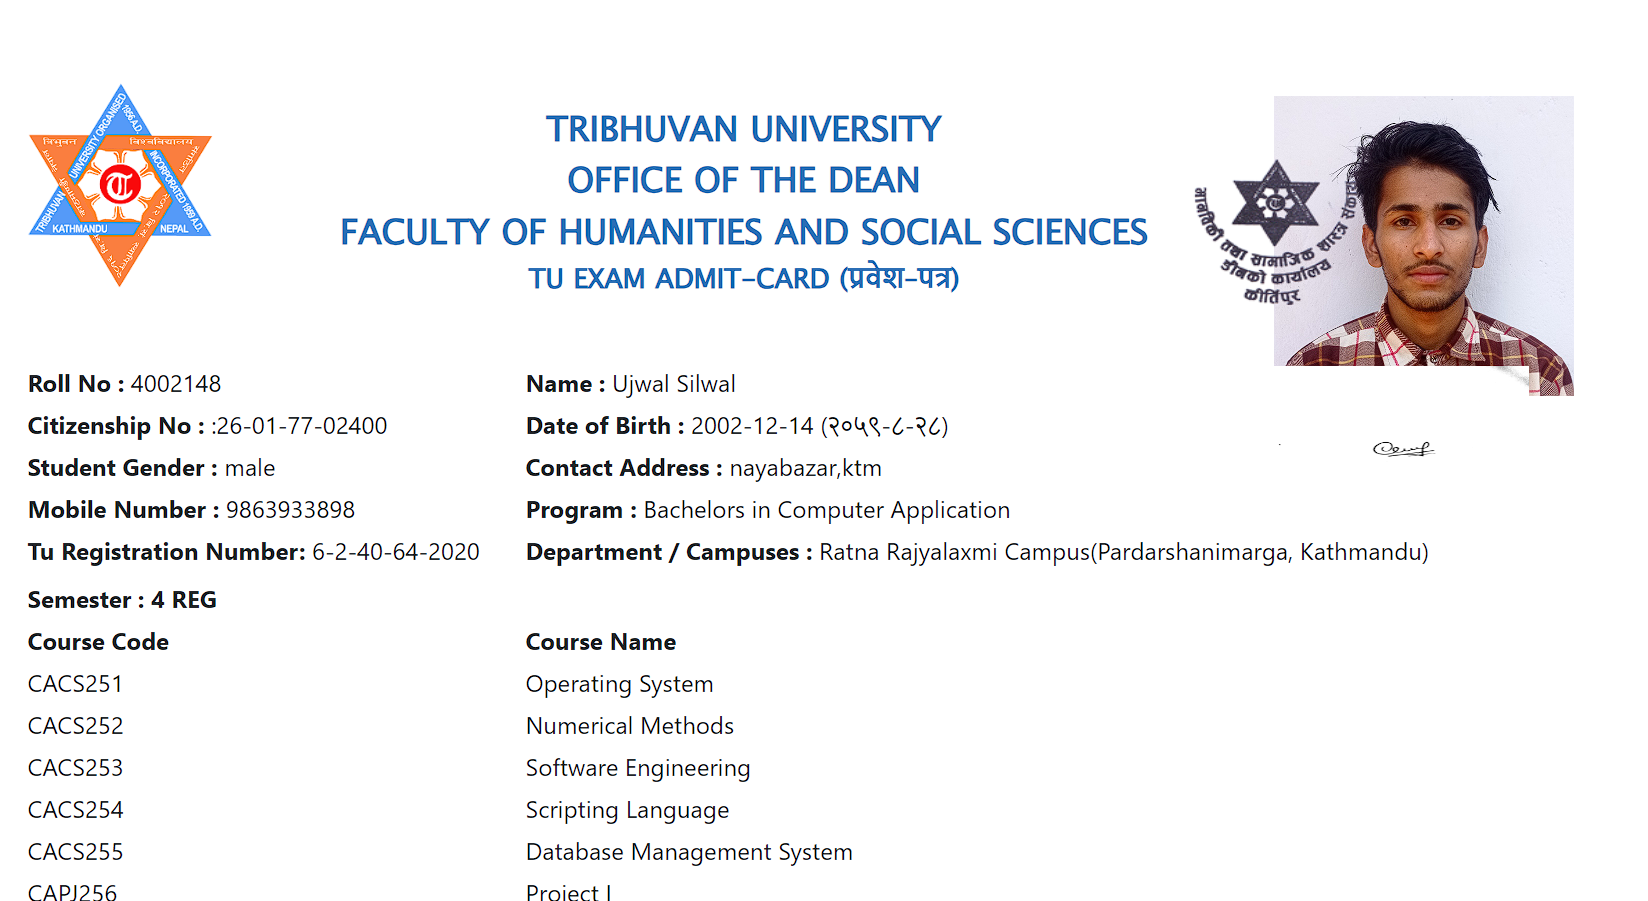 TRIBHUVAN UNIVERSITY ORGANISED 1956 A.D.
INCORPORATED 1959 A.D.
KATHMANDU NEPAL
त्रिभुवन विश्वविद्यालय
TRIBHUVAN UNIVERSITY
OFFICE OF THE DEAN
FACULTY OF HUMANITIES AND SOCIAL SCIENCES
TU EXAM ADMIT-CARD (प्रवेश-पत्र)
मानविकी तथा सामाजिक शास्त्र संकाय
डीनको कार्यालय
कीर्तिपुर
Roll No : 4002148
Name : Ujwal Silwal
Citizenship No : :26-01-77-02400
Date of Birth : 2002-12-14 (२०५९-८-२८)
Student Gender : male
Contact Address : nayabazar,ktm
Mobile Number : 9863933898
Program : Bachelors in Computer Application
Tu Registration Number: 6-2-40-64-2020
Department / Campuses : Ratna Rajyalaxmi Campus(Pardarshanimarga, Kathmandu)
Semester : 4 REG
Course Code Course Name
CACS251 Operating System
CACS252 Numerical Methods
CACS253 Software Engineering
CACS254 Scripting Language
CACS255 Database Management System
CAPJ256 Project I